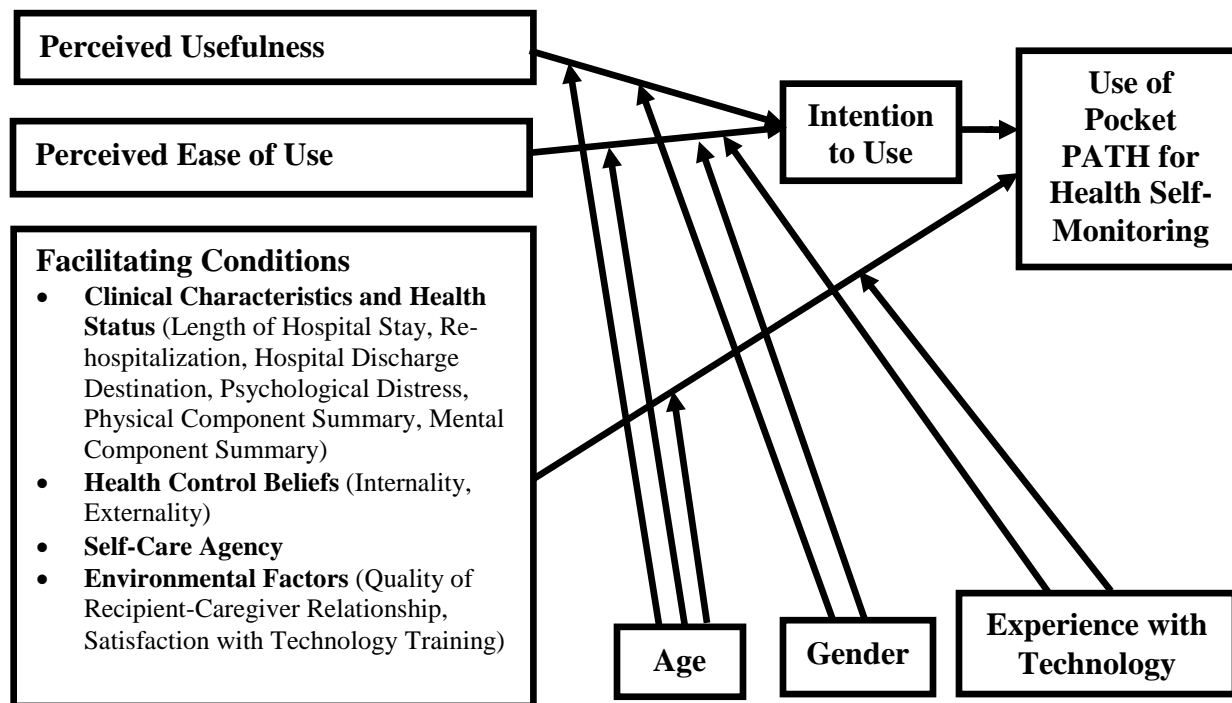 Perceived Usefulness
Perceived Ease of Use
Facilitating Conditions
• Clinical Characteristics and Health
Status (Length of Hospital Stay, Re-
hospitalization, Hospital Discharge
Destination, Psychological Distress,
Physical Component Summary, Mental
Component Summary)
• Health Control Beliefs (Internality,
Externality)
• Self-Care Agency
• Environmental Factors (Quality of
Recipient-Caregiver Relationship,
Satisfaction with Technology Training)
Intention
to Use
Use of
Pocket
PATH for
Health Self-
Monitoring
Age
Gender
Experience with
Technology